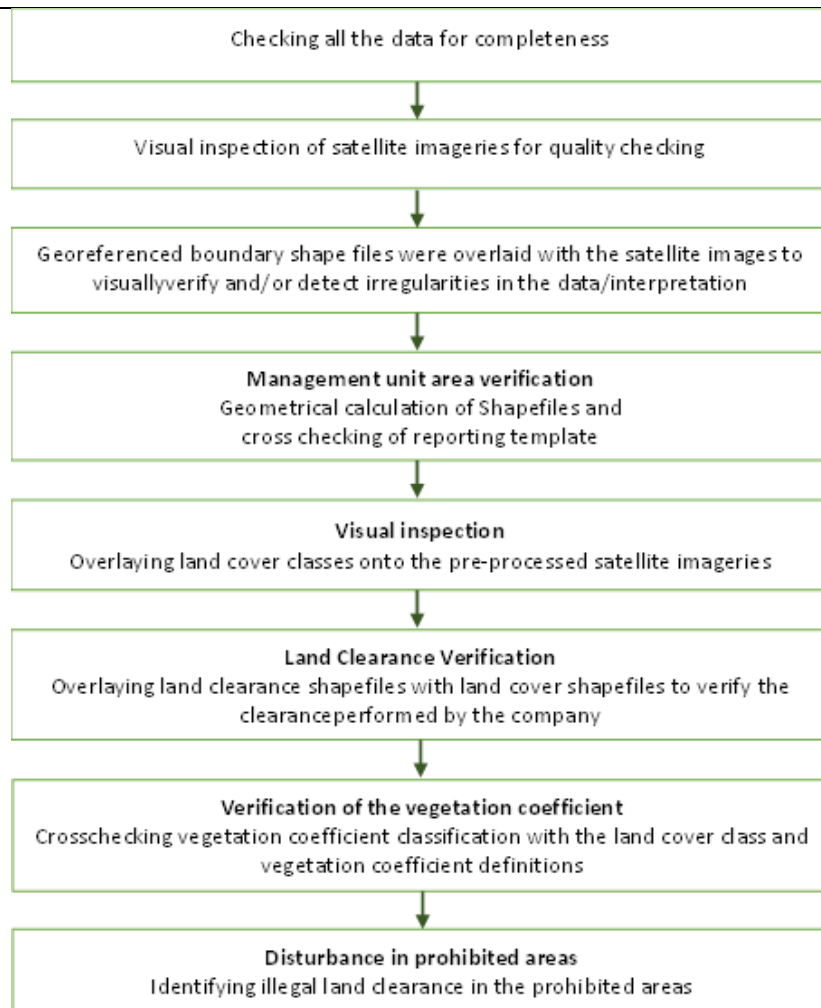 Checking all the data for completeness
Visual inspection of satellite imageries for quality checking
Georeferenced boundary shape files were overlaid with the satellite images to
visuallyverify and/or detect irregularities in the data/interpretation
Management unit area verification
Geometrical calculation of Shapefiles and
cross checking of reporting template
Visual inspection
Overlaying land cover classes onto the pre-processed satellite imageries
Land Clearance Verification
Overlaying land clearance shapefiles with land cover shapefiles to verify the
clearanceperformed by the company
Verification of the vegetation coefficient
Crosschecking vegetation coefficient classification with the land cover class and
vegetation coefficient definitions
Disturbance in prohibited areas
Identifying illegal land clearance in the prohibited areas